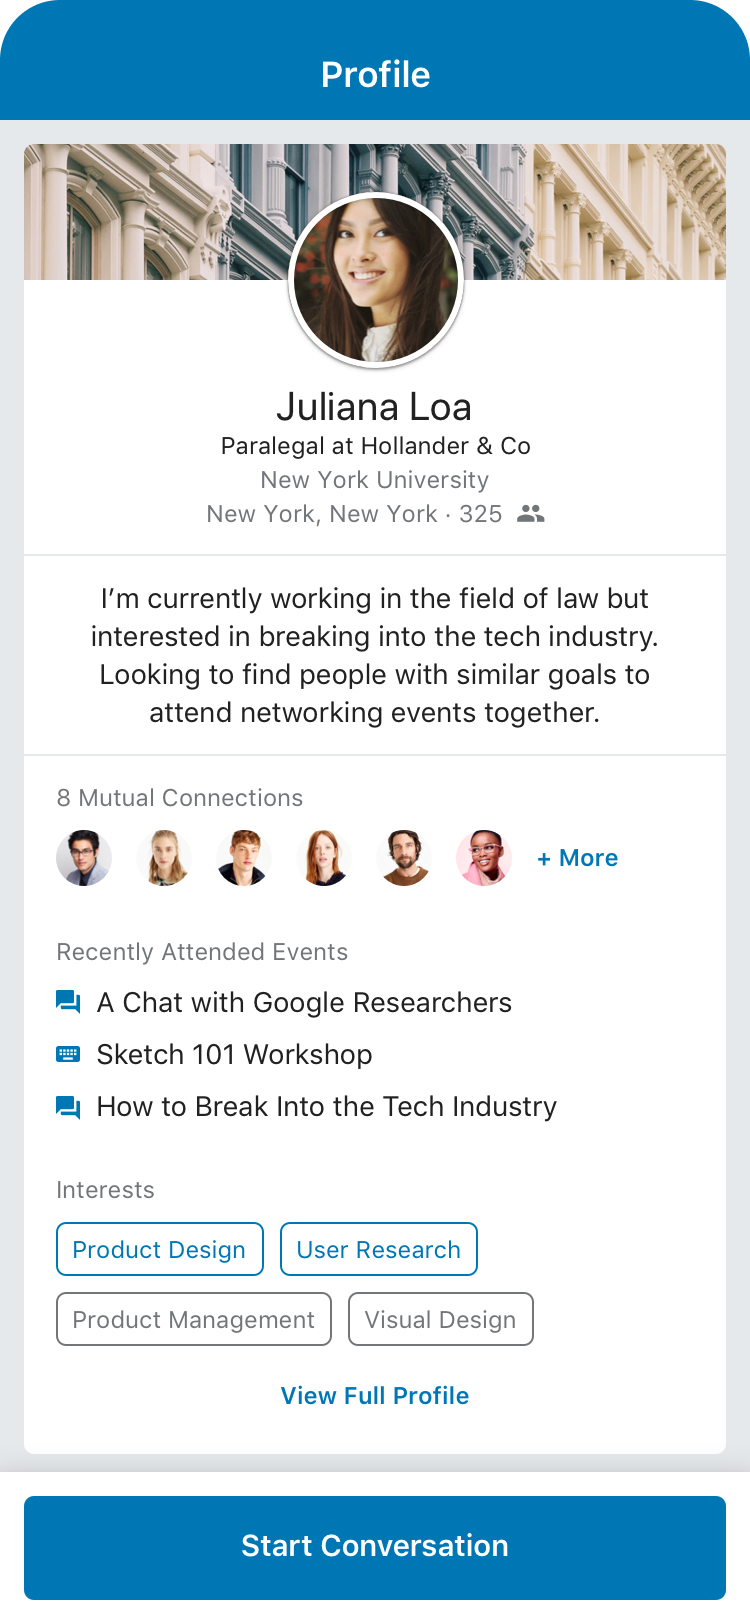 Profile
Juliana Loa
Paralegal at Hollander & Co
New York University
New York, New York · 325
I’m currently working in the field of law but
interested in breaking into the tech industry.
Looking to find people with similar goals to
attend networking events together.
8 Mutual Connections
+ More
Recently Attended Events
A Chat with Google Researchers
Sketch 101 Workshop
How to Break Into the Tech Industry
Interests
Product Design User Research
Product Management Visual Design
View Full Profile
Start Conversation